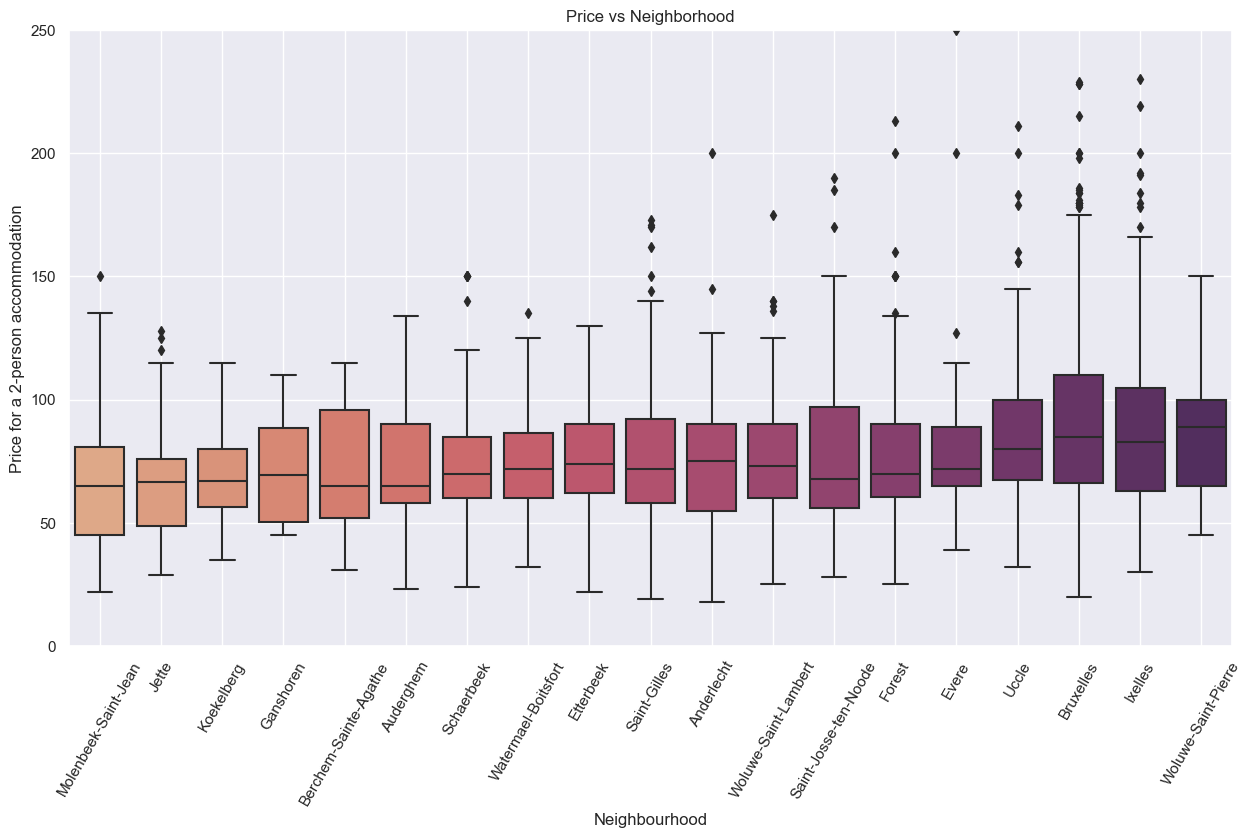 Price vs Neighborhood
Price for a 2-person accommodation
250
200
150
100
50
0
Molenbeek-Saint-Jean
Jette
Koekelberg
Ganshoren
Berchem-Sainte-Agathe
Auderghem
Schaerbeek
Watermael-Boitsfort
Etterbeek
Saint-Gilles
Anderlecht
Woluwe-Saint-Lambert
Saint-Josse-ten-Noode
Forest
Evere
Uccle
Bruxelles
Ixelles
Woluwe-Saint-Pierre
Neighbourhood